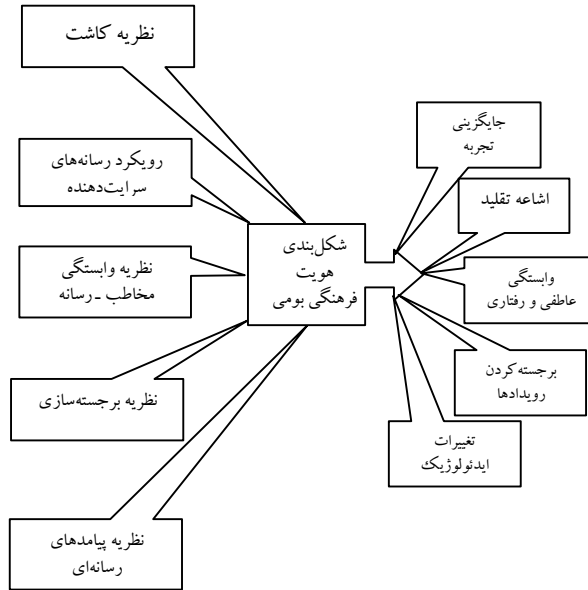 نظریه کاشت
رویکرد رسانه‌های
سرایت‌دهنده
نظریه وابستگی
مخاطب ـ رسانه
نظریه برجسته‌سازی
نظریه پیامدهای
رسانه‌ای
شکل‌بندی
هویت
فرهنگی بومی
جایگزینی
تجربه
اشاعه تقلید
وابستگی
عاطفی و رفتاری
برجسته‌کردن
رویدادها
تغییرات
ایدئولوژیک